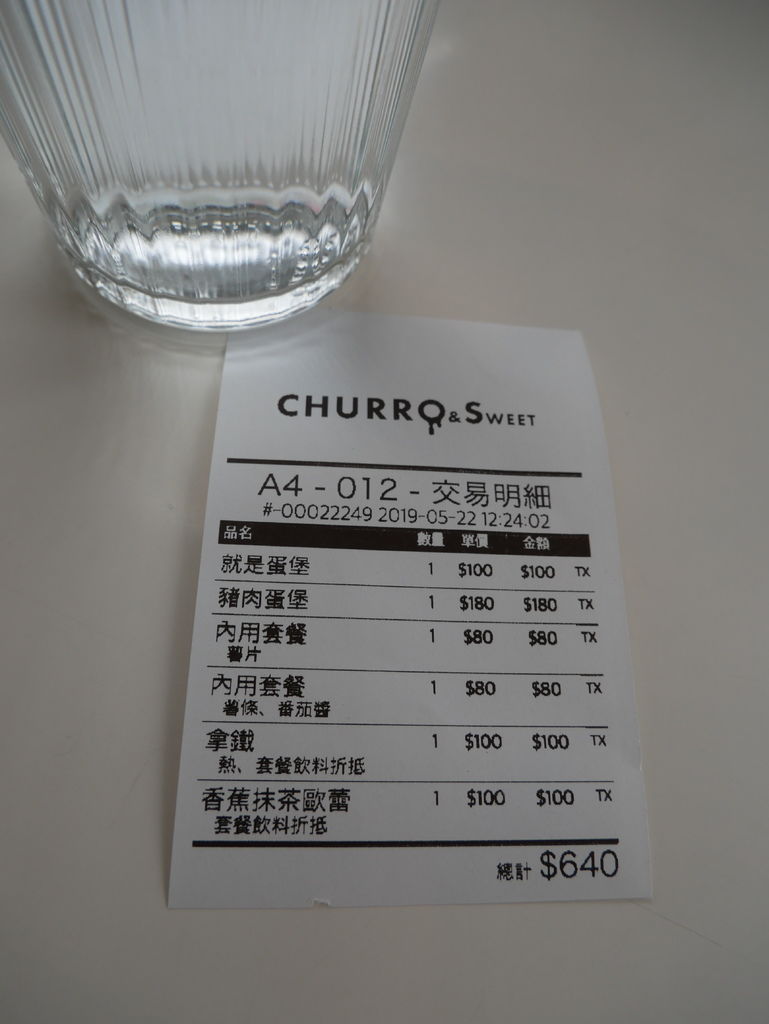 CHURRO & SWEET
A4 - 012 - 交易明細
#-00022249 2019-05-22 12:24:02
品名 數量 單價 金額
就是蛋堡 1 $100 $100 TX
豬肉蛋堡 1 $180 $180 TX
內用套餐 1 $80 $80 TX
薯片
內用套餐 1 $80 $80 TX
薯條、番茄醬
拿鐵 1 $100 $100 TX
熱、套餐飲料折抵
香蕉抹茶歐蕾 1 $100 $100 TX
套餐飲料折抵
總計 $640